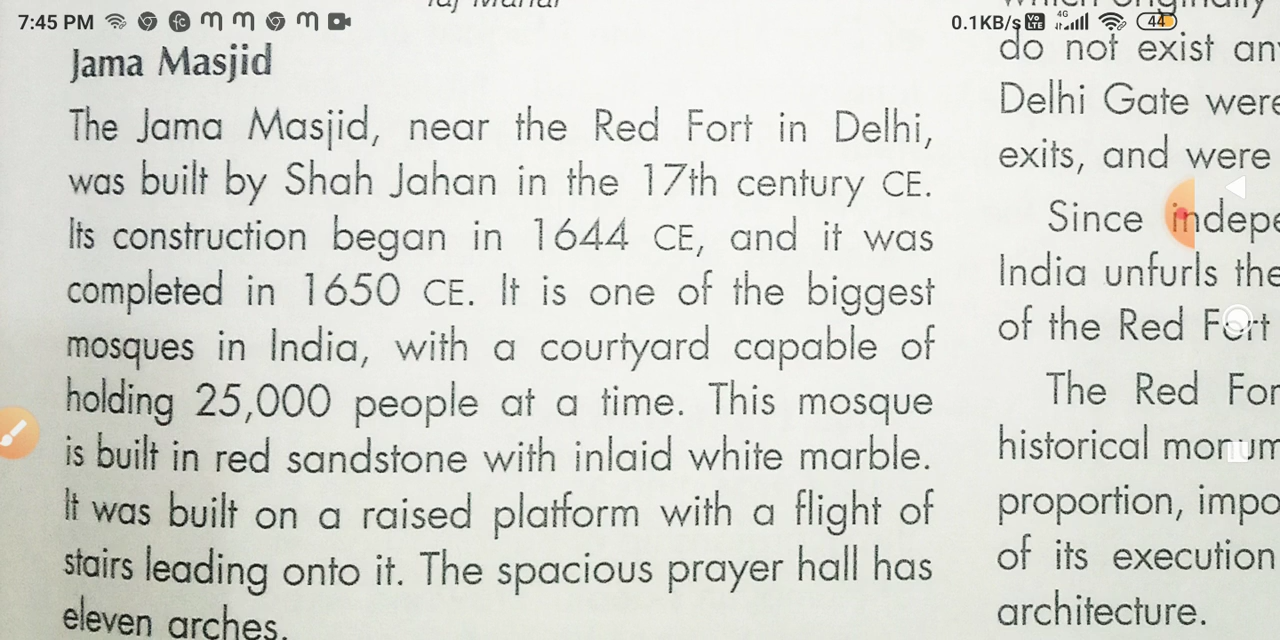 7:45 PM
0.1KB/s
4G
44
Jama Masjid
The Jama Masjid, near the Red Fort in Delhi,
was built by Shah Jahan in the 17th century CE.
Its construction began in 1644 CE, and it was
completed in 1650 CE. It is one of the biggest
mosques in India, with a courtyard capable of
holding 25,000 people at a time. This mosque
is built in red sandstone with inlaid white marble.
It was built on a raised platform with a flight of
stairs leading onto it. The spacious prayer hall has
eleven arches.
do not exist
Delhi Gate were
exits, and were
Since
India unfurls the
of the Red Fort
The Red
historical
proportion,
of its execution
architecture.